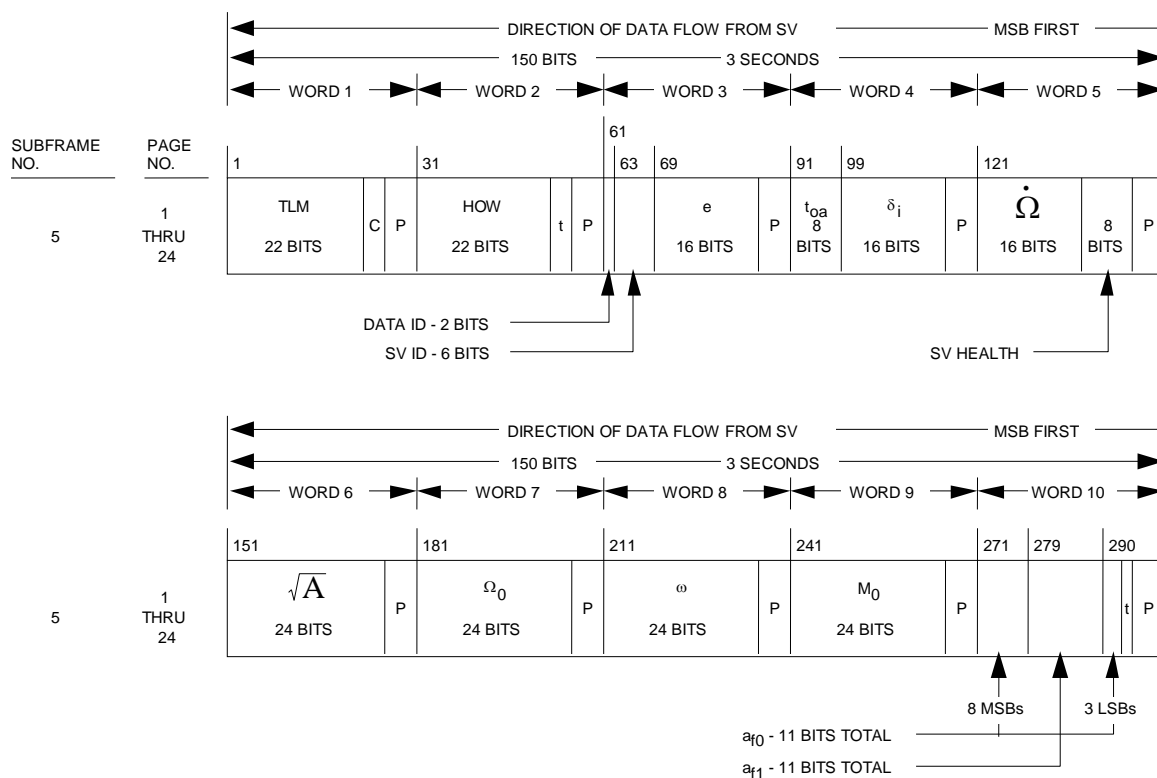 DIRECTION OF DATA FLOW FROM SV MSB FIRST
150 BITS 3 SECONDS
WORD 1 WORD 2 WORD 3 WORD 4 WORD 5
SUBFRAME NO. PAGE NO.
61
1 31 63 69 91 99 121
5
1 THRU 24
TLM 22 BITS C P HOW 22 BITS t P e 16 BITS P t_oa 8 BITS δ_i 16 BITS P Ω̇ 16 BITS 8 BITS P
DATA ID - 2 BITS
SV ID - 6 BITS SV HEALTH
DIRECTION OF DATA FLOW FROM SV MSB FIRST
150 BITS 3 SECONDS
WORD 6 WORD 7 WORD 8 WORD 9 WORD 10
151 181 211 241 271 279 290
5
1 THRU 24
√A 24 BITS P Ω_0 24 BITS P ω 24 BITS P M_0 24 BITS P t P
8 MSBs 3 LSBs
a_f0 - 11 BITS TOTAL
a_f1 - 11 BITS TOTAL